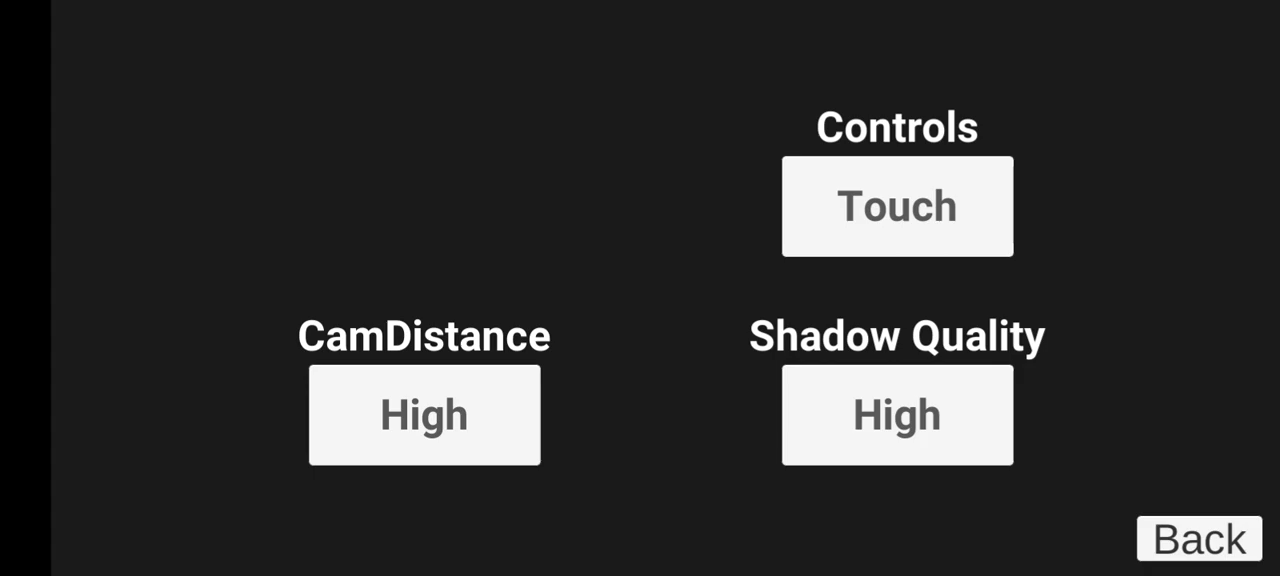 Controls
Touch
CamDistance
Shadow Quality
High
High
Back